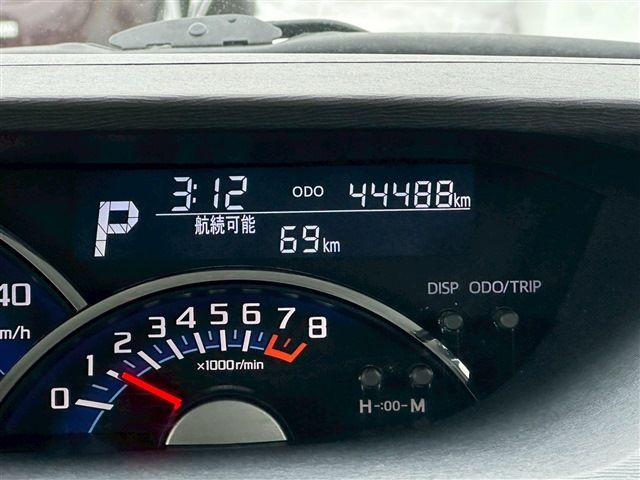 P 3:12 ODO 44488km
航続可能 69km
40
m/h
DISP ODO/TRIP
0 1 2 3 4 5 6 7 8
×1000r/min
H -:00- M